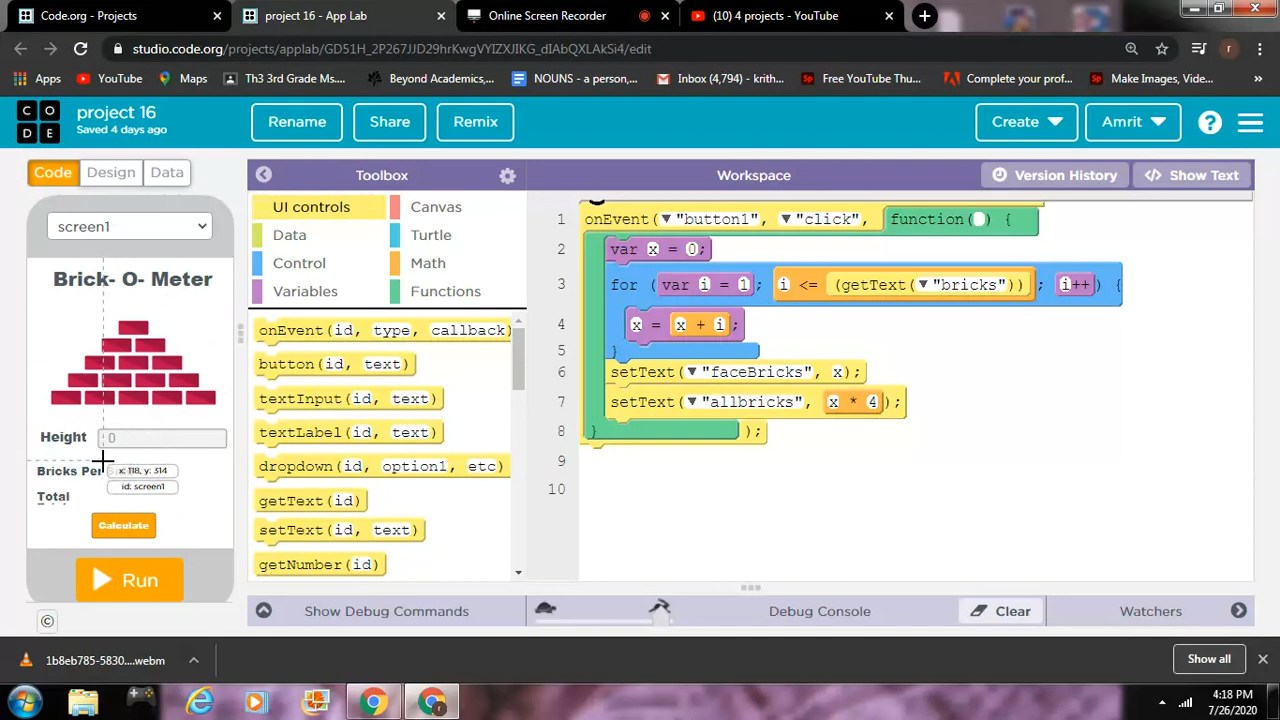 Code.org - Projects
project 16 - App Lab
Online Screen Recorder
(10) 4 projects - YouTube
studio.code.org/projects/applab/GD51H_2P267JJD29hrKwgVYIZXJIKG_dIAbQXLAkSi4/edit
Apps
YouTube
Maps
Th3 3rd Grade Ms....
Beyond Academics,...
NOUNS - a person,...
Inbox (4,794) - krith...
Free YouTube Thu...
Complete your prof...
Make Images, Vide...
C O D E
project 16
Saved 4 days ago
Rename
Share
Remix
Create
Amrit
?
Code
Design
Data
Toolbox
Workspace
Version History
</> Show Text
screen1
UI controls
Canvas
Data
Turtle
Control
Math
Variables
Functions
Brick- O- Meter
Height
0
Bricks Per
x: 118, y: 314
id: screen1
Total
Calculate
Run
onEvent(id, type, callback)
button(id, text)
textInput(id, text)
textLabel(id, text)
dropdown(id, option1, etc)
getText(id)
setText(id, text)
getNumber(id)
1 onEvent("button1", "click", function() {
2 var x = 0;
3 for (var i = 1; i <= (getText("bricks")); i++) {
4 x = x + i;
5 }
6 setText("faceBricks", x);
7 setText("allbricks", x * 4);
8 });
9
10
©
Show Debug Commands
Debug Console
Clear
Watchers
1b8eb785-5830....webm
Show all
4:18 PM
7/26/2020